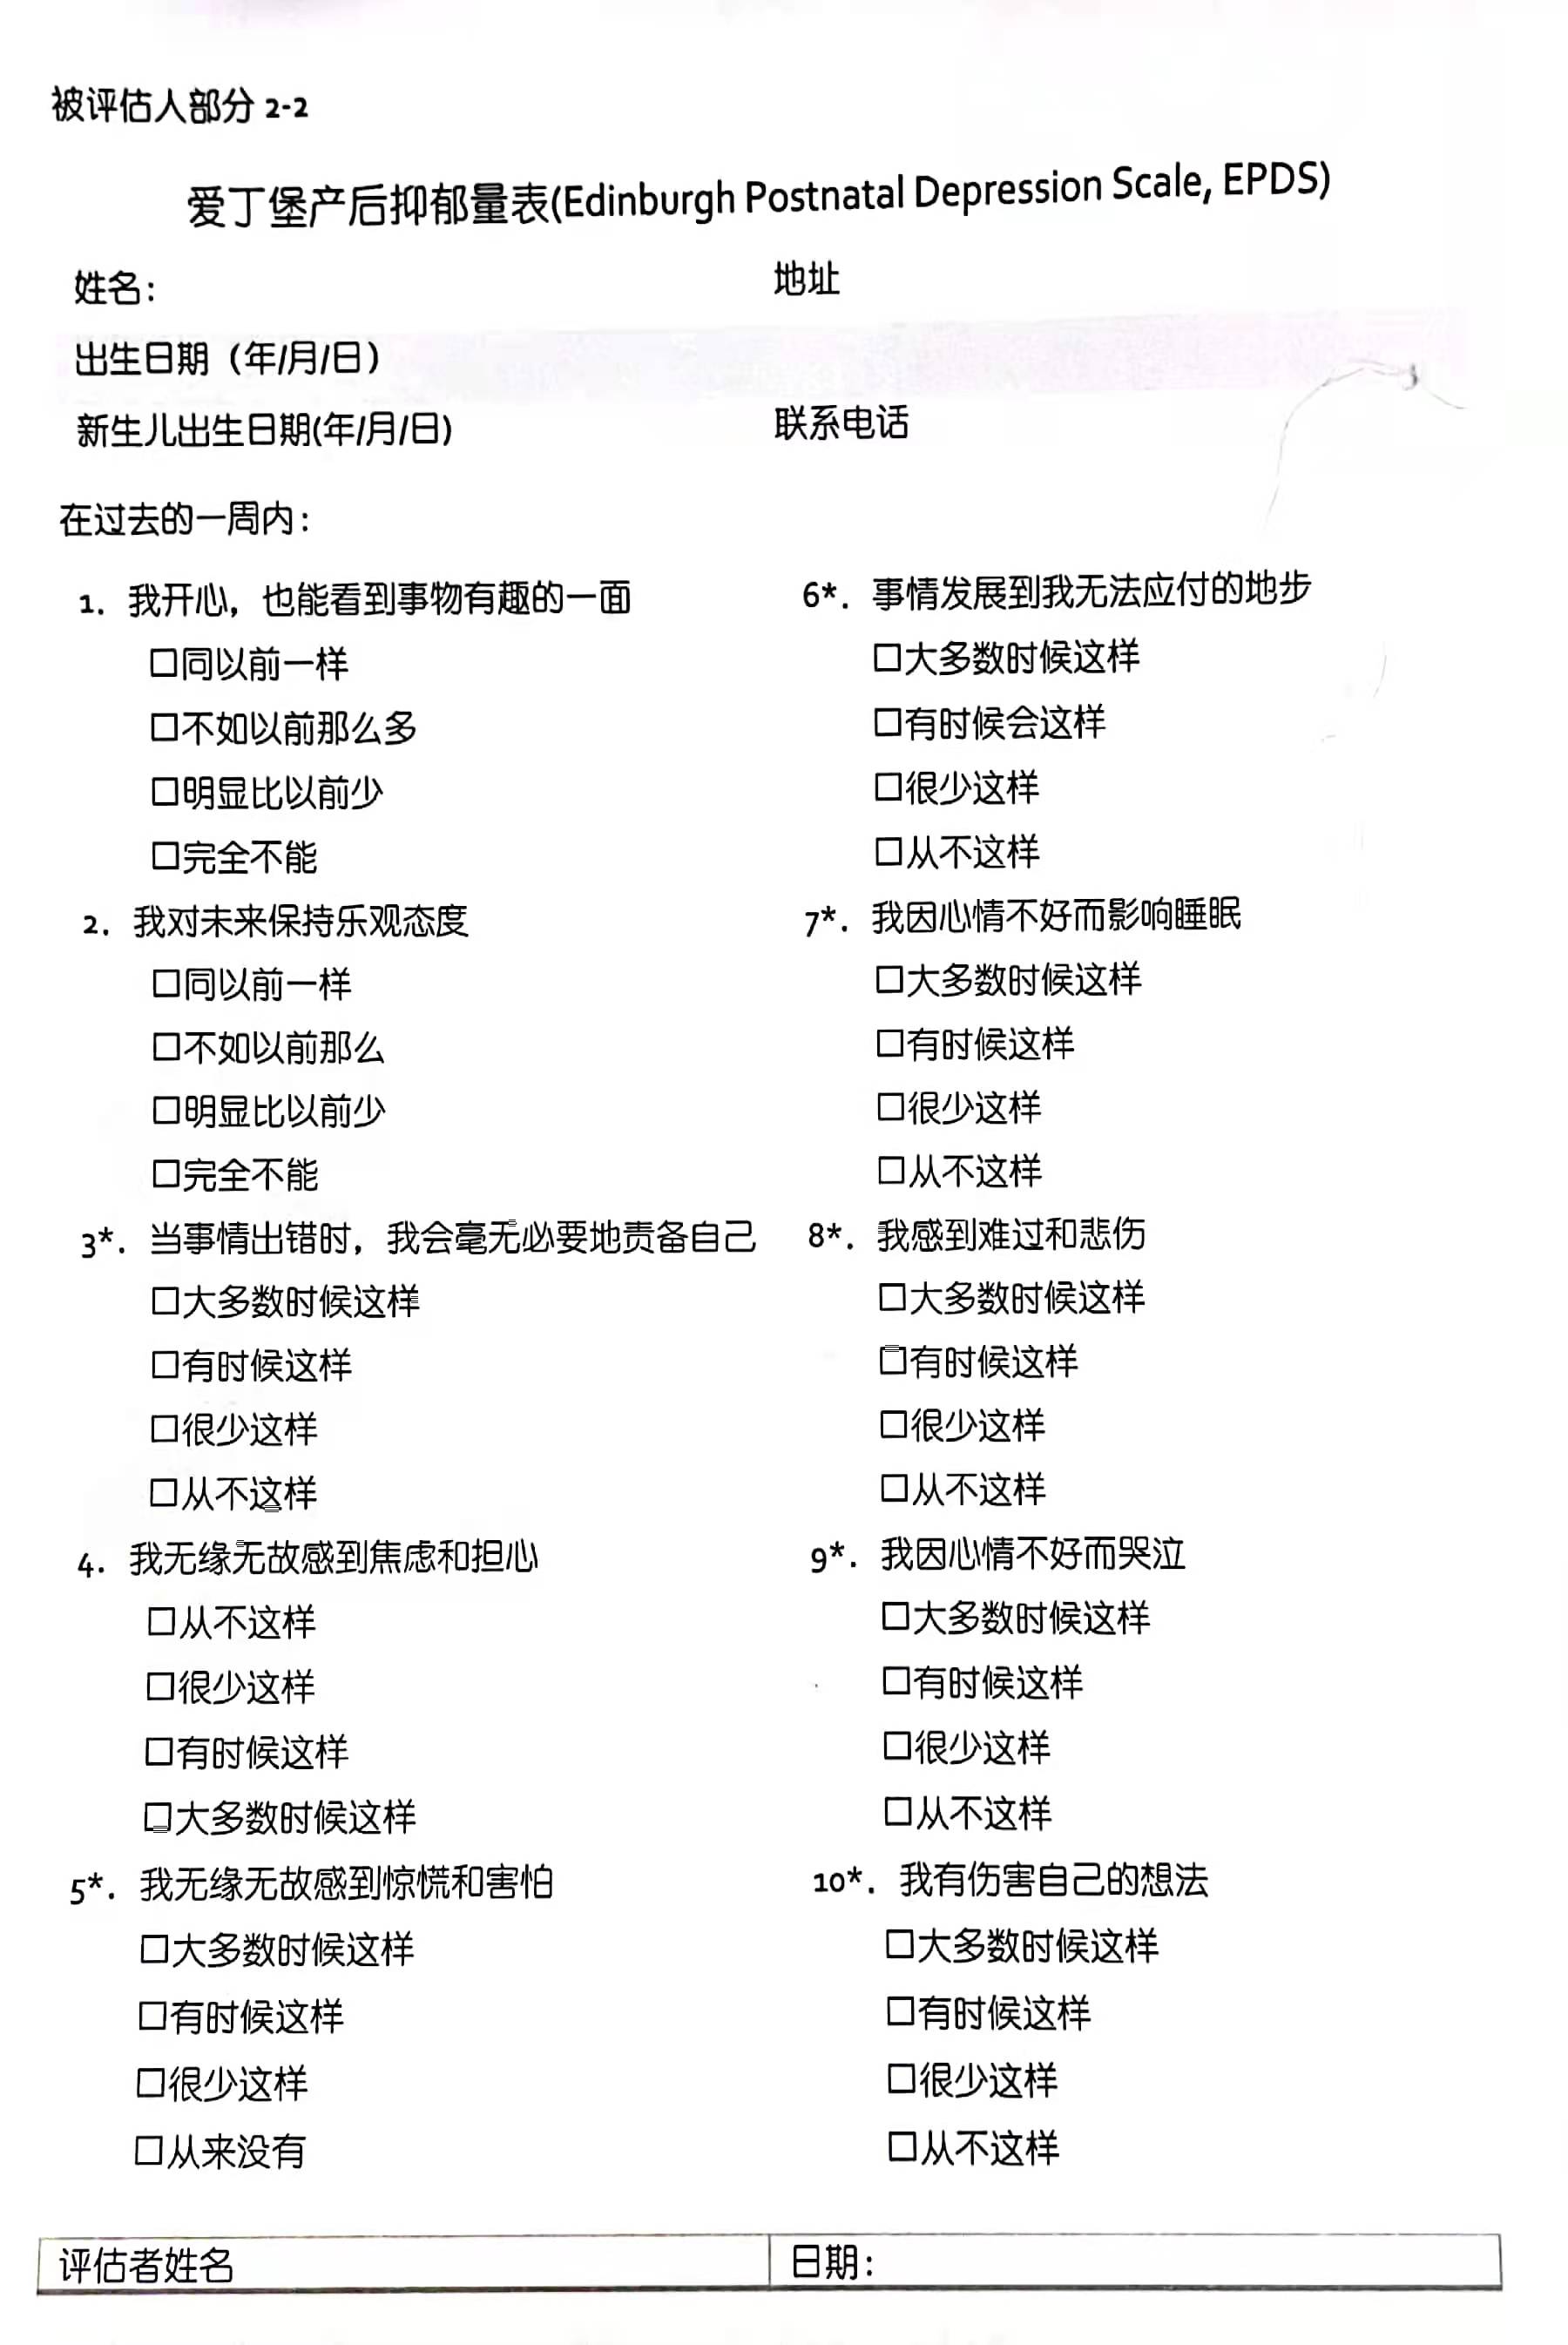 被评估人部分 2-2
爱丁堡产后抑郁量表(Edinburgh Postnatal Depression Scale, EPDS)
姓名：
地址
出生日期（年/月/日）
新生儿出生日期(年/月/日)
联系电话
在过去的一周内：
1. 我开心，也能看到事物有趣的一面
□同以前一样
□不如以前那么多
□明显比以前少
□完全不能
2. 我对未来保持乐观态度
□同以前一样
□不如以前那么
□明显比以前少
□完全不能
3*. 当事情出错时，我会毫无必要地责备自己
□大多数时候这样
□有时候这样
□很少这样
□从不这样
4. 我无缘无故感到焦虑和担心
□从不这样
□很少这样
□有时候这样
□大多数时候这样
5*. 我无缘无故感到惊慌和害怕
□大多数时候这样
□有时候这样
□很少这样
□从来没有
6*. 事情发展到我无法应付的地步
□大多数时候这样
□有时候会这样
□很少这样
□从不这样
7*. 我因心情不好而影响睡眠
□大多数时候这样
□有时候这样
□很少这样
□从不这样
8*. 我感到难过和悲伤
□大多数时候这样
□有时候这样
□很少这样
□从不这样
9*. 我因心情不好而哭泣
□大多数时候这样
□有时候这样
□很少这样
□从不这样
10*. 我有伤害自己的想法
□大多数时候这样
□有时候这样
□很少这样
□从不这样
评估者姓名
日期：